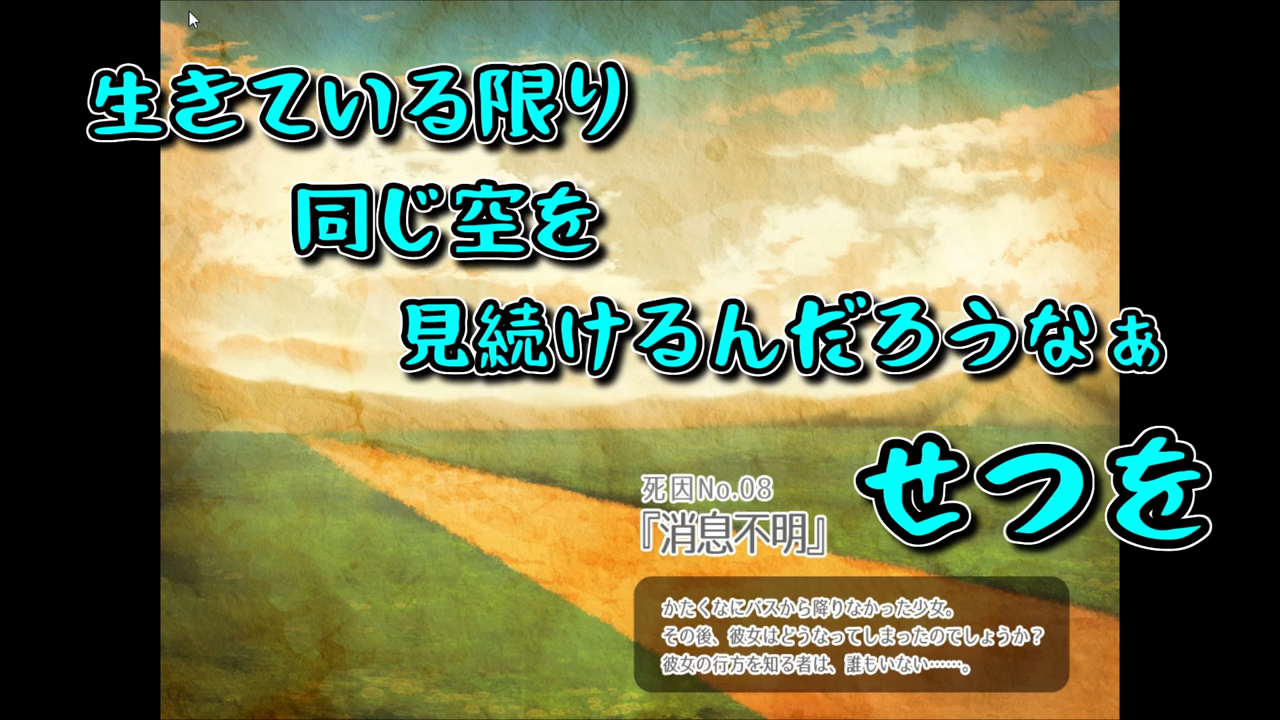 生きている限り
同じ空を
見続けるんだろうなぁ
せつを
死因No.08
『消息不明』
かたくなにバスから降りなかった少女。
その後、彼女はどうなってしまったのでしょうか？
彼女の行方を知る者は、誰もいない……。